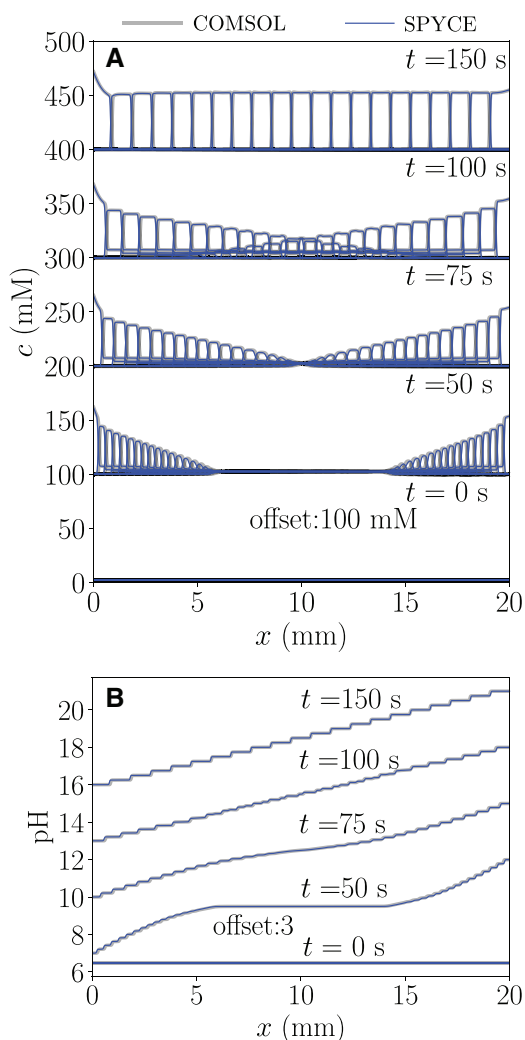 COMSOL SPYCE
A
500
t = 150 s
450
400
t = 100 s
350
300
t = 75 s
c (mM)
250
200
t = 50 s
150
100
t = 0 s
offset:100 mM
50
0
0 5 10 15 20
x (mm)
B
t = 150 s
20
18
t = 100 s
16
14
t = 75 s
pH
12
10
t = 50 s
offset:3
8
t = 0 s
6
0 5 10 15 20
x (mm)